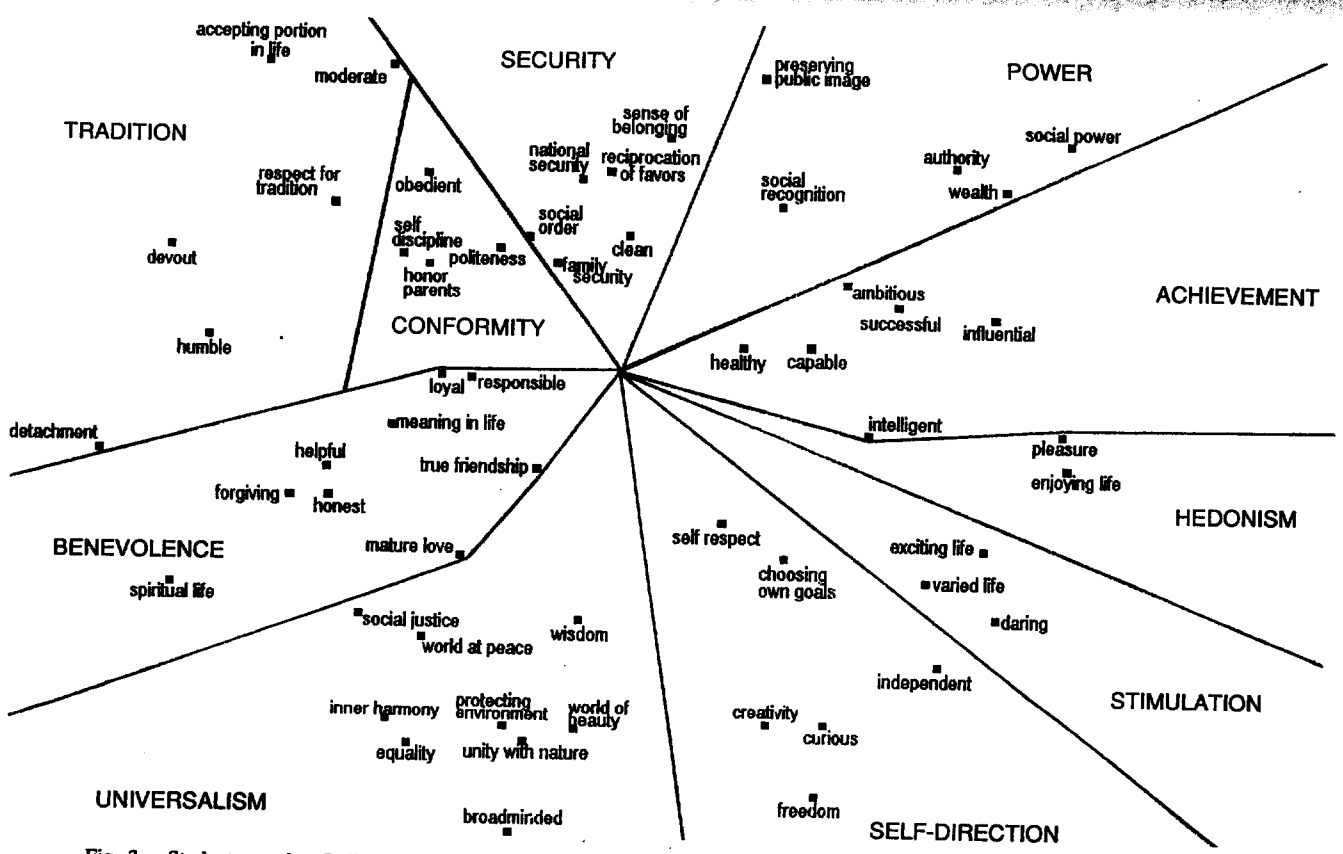 accepting portion
in life
moderate
SECURITY
preserving
public image
POWER
TRADITION
sense of
belonging
social power
national
security
reciprocation
of favors
authority
respect for
tradition
obedient
social
recognition
wealth
self
discipline
social
order
devout
politeness
clean
honor
parents
family
security
ambitious
ACHIEVEMENT
successful
influential
humble
CONFORMITY
healthy
capable
loyal
responsible
meaning in life
intelligent
detachment
helpful
true friendship
pleasure
enjoying life
forgiving
honest
HEDONISM
BENEVOLENCE
mature love
self respect
exciting life
spiritual life
choosing
own goals
varied life
social justice
wisdom
daring
world at peace
independent
STIMULATION
inner harmony
protecting
environment
world of
beauty
creativity
curious
equality
unity with nature
UNIVERSALISM
broadminded
freedom
SELF-DIRECTION